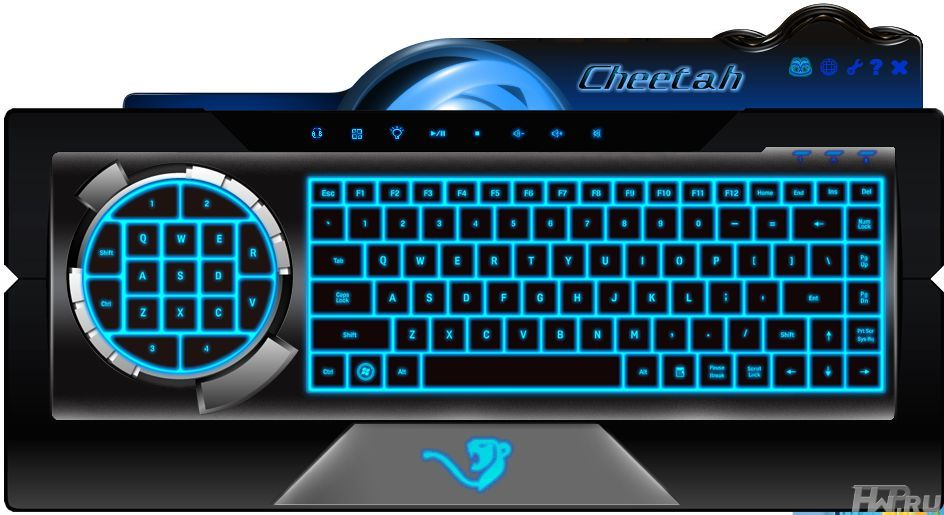 Cheetah
?
Esc F1 F2 F3 F4 F5 F6 F7 F8 F9 F10 F11 F12 Home End Ins Del
1 2
` 1 2 3 4 5 6 7 8 9 0 - = ← Num Lock
Shift Q W E R
Tab Q W E R T Y U I O P [ ] \ Pg Up
Ctrl A S D V
Caps Lock A S D F G H J K L ; ' Ent Pg Dn
Z X C
Shift Z X C V B N M , . / Shift ↑ Prt Scr Sys Rq
3 4
Ctrl Alt Alt Pause Break Scroll Lock ← ↓ →
HWP.RU